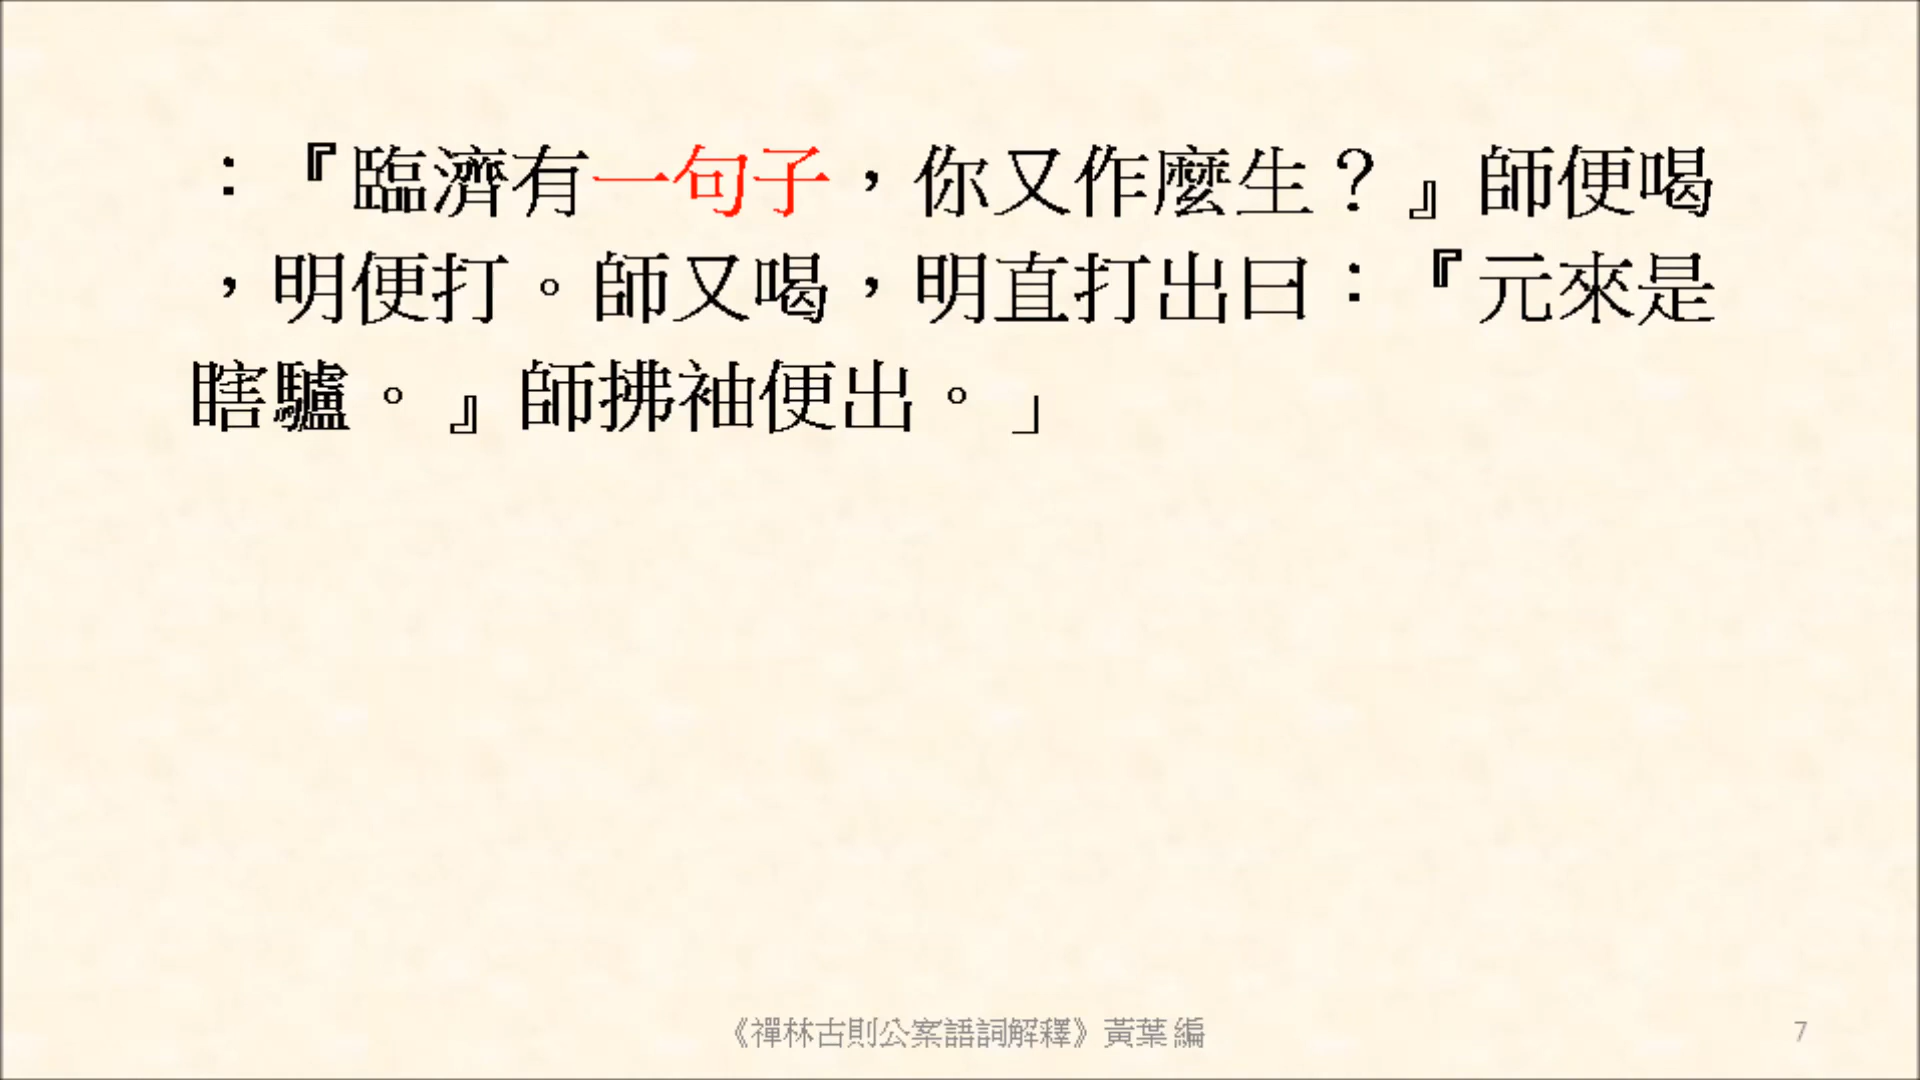 ：『臨濟有一句子，你又作麼生？』師便喝
，明便打。師又喝，明直打出曰：『元來是
瞎驢。』師拂袖便出。」
《禪林古則公案語詞解釋》黃葉 編
7